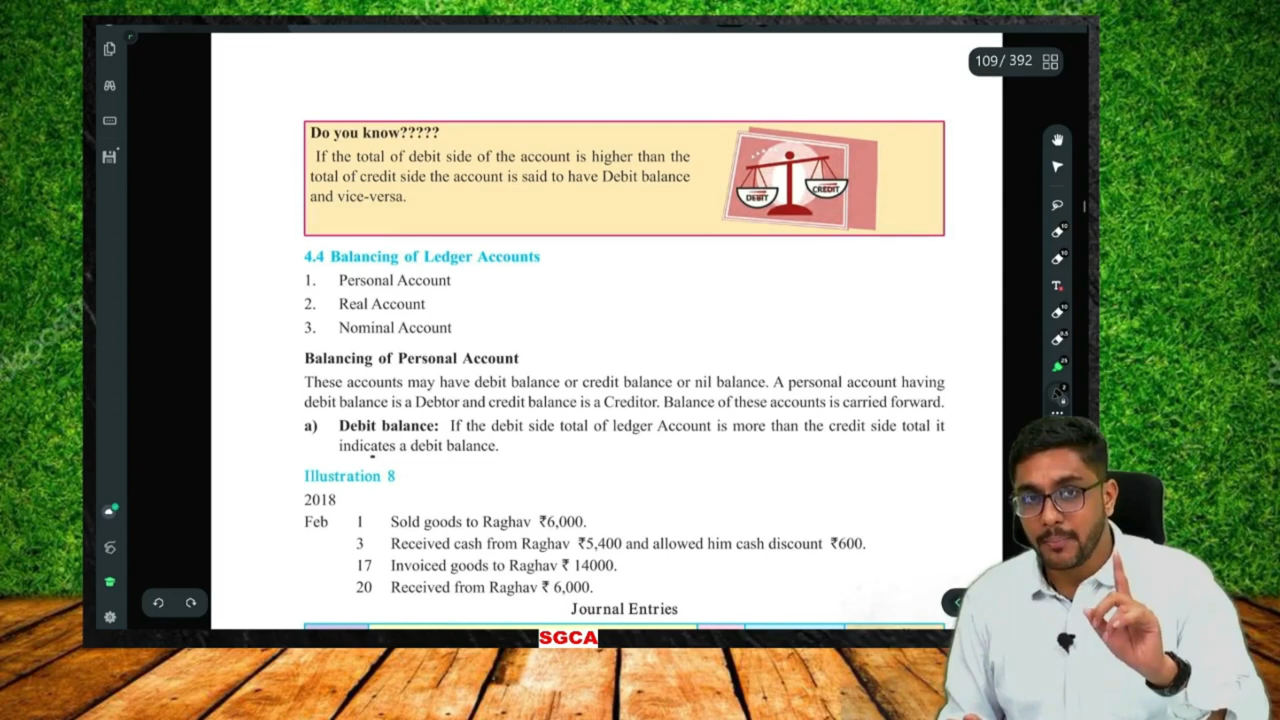 109/ 392
Do you know?????
If the total of debit side of the account is higher than the
total of credit side the account is said to have Debit balance
and vice-versa.
DEBIT
CREDIT
4.4 Balancing of Ledger Accounts
1. Personal Account
2. Real Account
3. Nominal Account
Balancing of Personal Account
These accounts may have debit balance or credit balance or nil balance. A personal account having
debit balance is a Debtor and credit balance is a Creditor. Balance of these accounts is carried forward.
a) Debit balance: If the debit side total of ledger Account is more than the credit side total it
indicates a debit balance.
Illustration 8
2018
Feb 1 Sold goods to Raghav ₹6,000.
3 Received cash from Raghav ₹5,400 and allowed him cash discount ₹600.
17 Invoiced goods to Raghav ₹ 14000.
20 Received from Raghav ₹ 6,000.
Journal Entries
SGCA